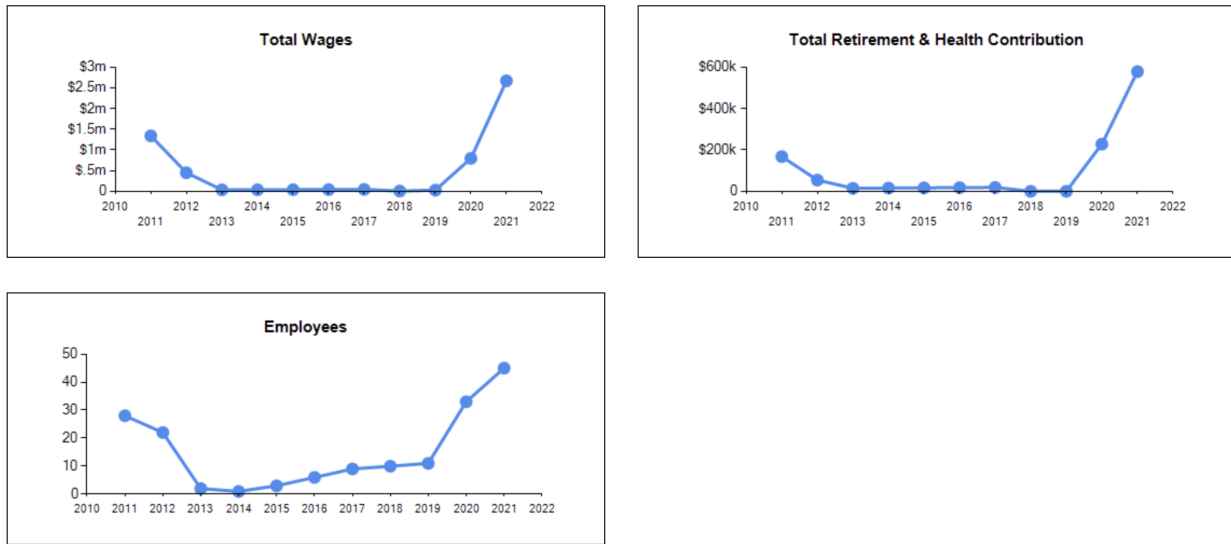 Total Wages
$3m
$2.5m
$2m
$1.5m
$1m
$.5m
0
2010 2012 2014 2016 2018 2020 2022
2011 2013 2015 2017 2019 2021
Total Retirement & Health Contribution
$600k
$400k
$200k
0
2010 2012 2014 2016 2018 2020 2022
2011 2013 2015 2017 2019 2021
Employees
50
40
30
20
10
0
2010 2011 2012 2013 2014 2015 2016 2017 2018 2019 2020 2021 2022